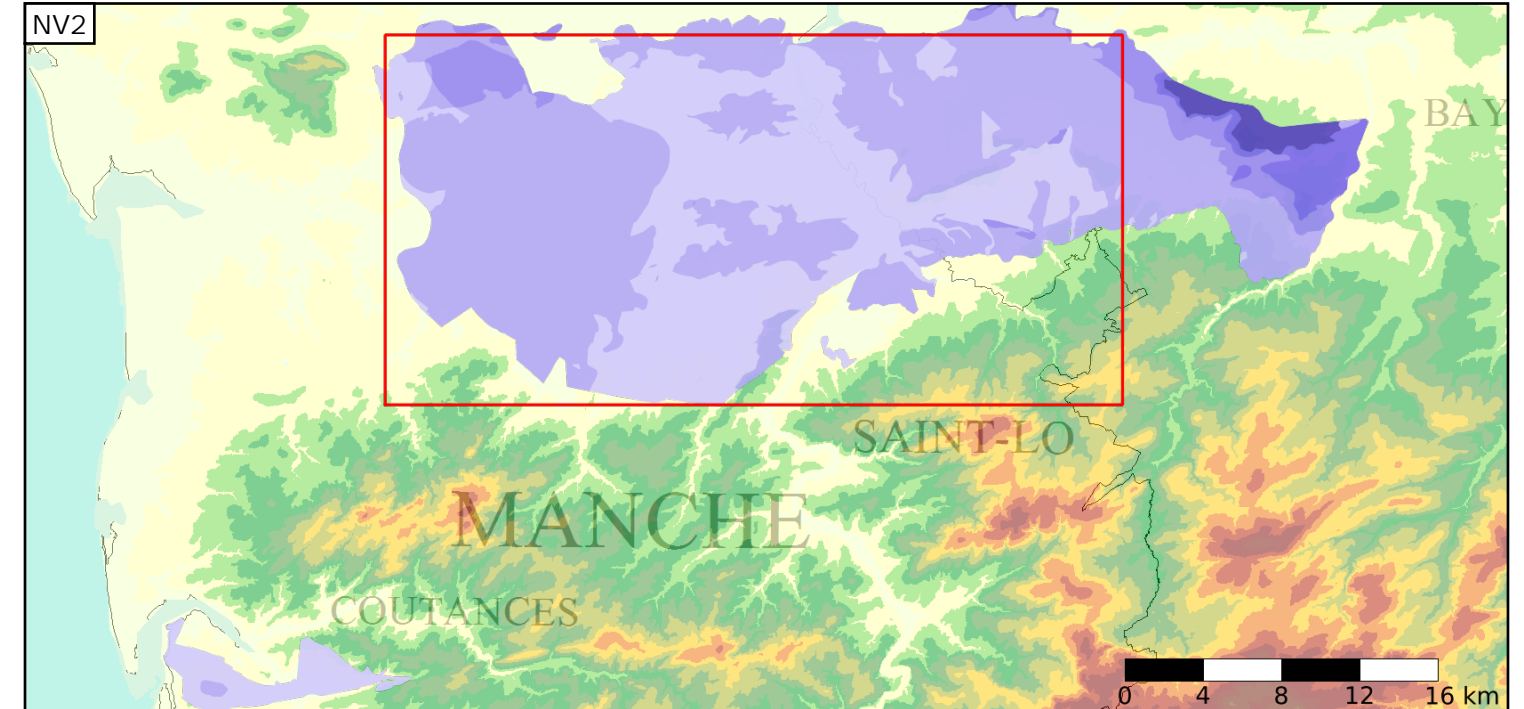 NV2
BAY
SAINT-LO
MANCHE
COUTANCES
0 4 8 12 16 km